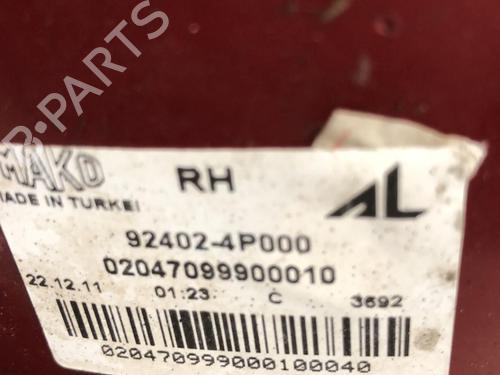 B-PARTS
MAKO RH AL
MADE IN TURKEI
92402-4P000
02047099900010
22.12.11 01:23 C 3692
020470999000100040